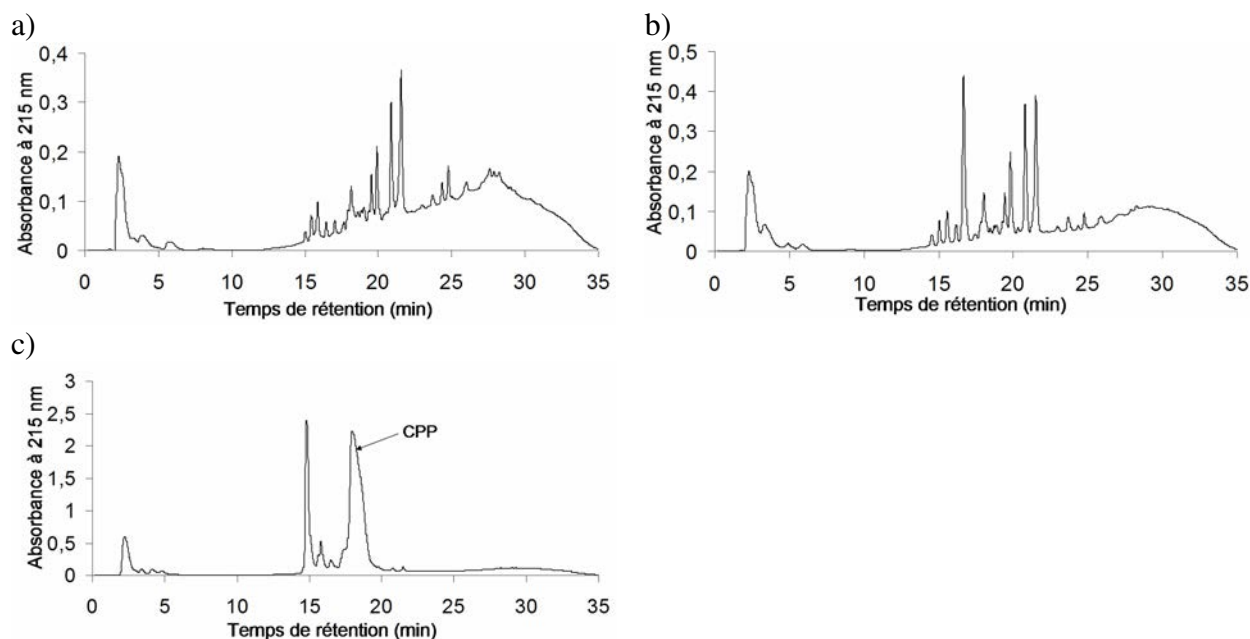 a)
Absorbance à 215 nm
0,4
0,3
0,2
0,1
0
0 5 10 15 20 25 30 35
Temps de rétention (min)
b)
Absorbance à 215 nm
0,5
0,4
0,3
0,2
0,1
0
0 5 10 15 20 25 30 35
Temps de rétention (min)
c)
Absorbance à 215 nm
3
2,5
2
1,5
1
0,5
0
CPP
0 5 10 15 20 25 30 35
Temps de rétention (min)